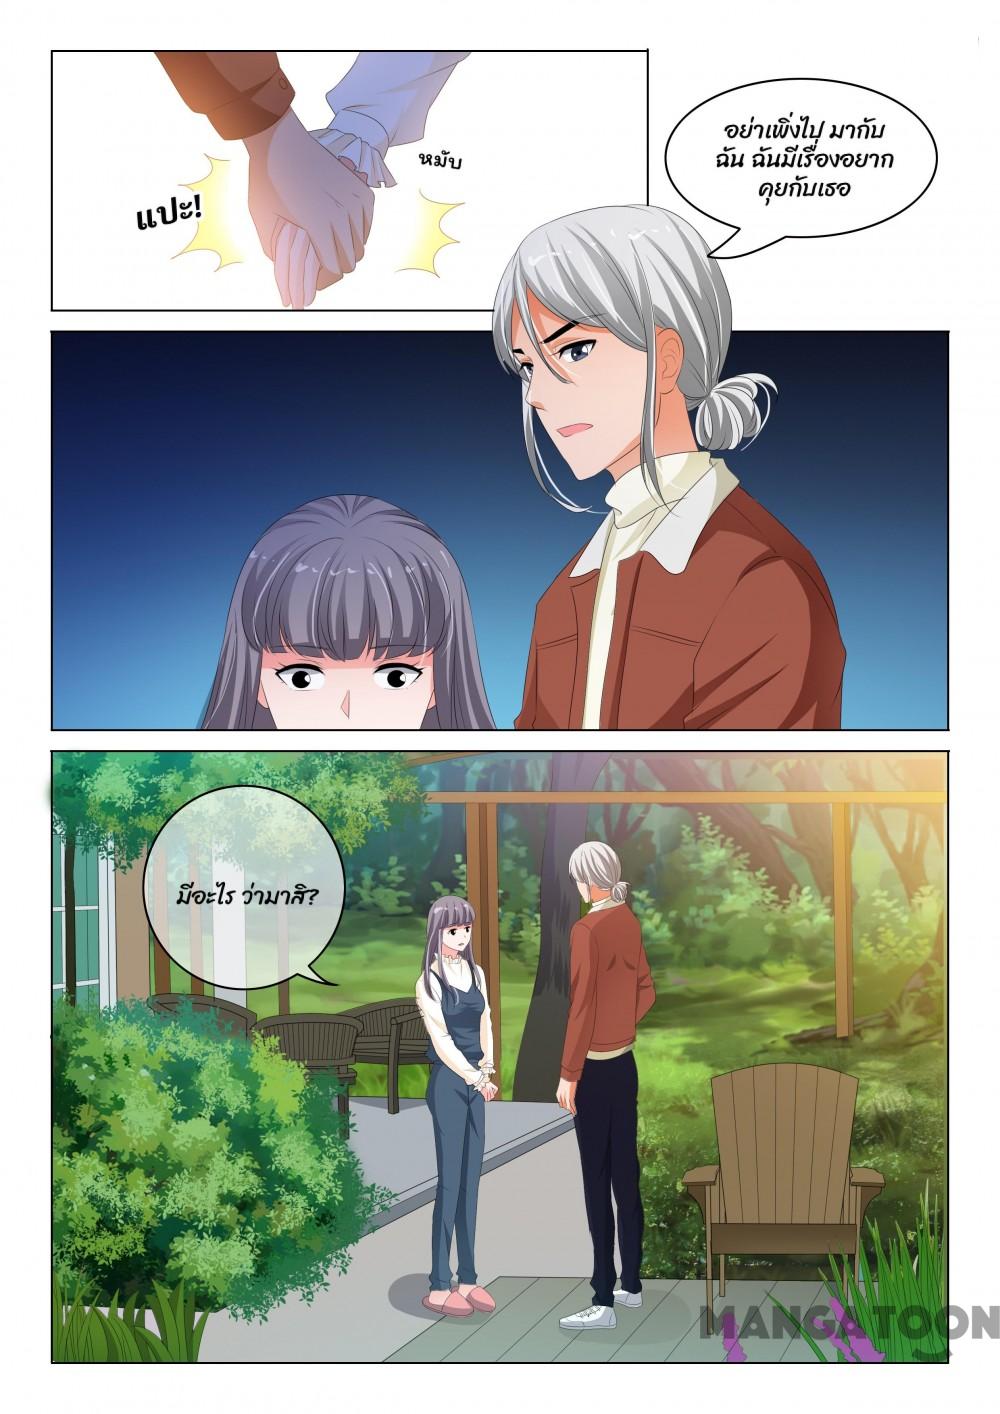 อย่าเพิ่งไป มากับ
ฉัน ฉันมีเรื่องอยาก
คุยกับเธอ
หมับ
แปะ!
มีอะไร ว่ามาสิ?
MANGATOON